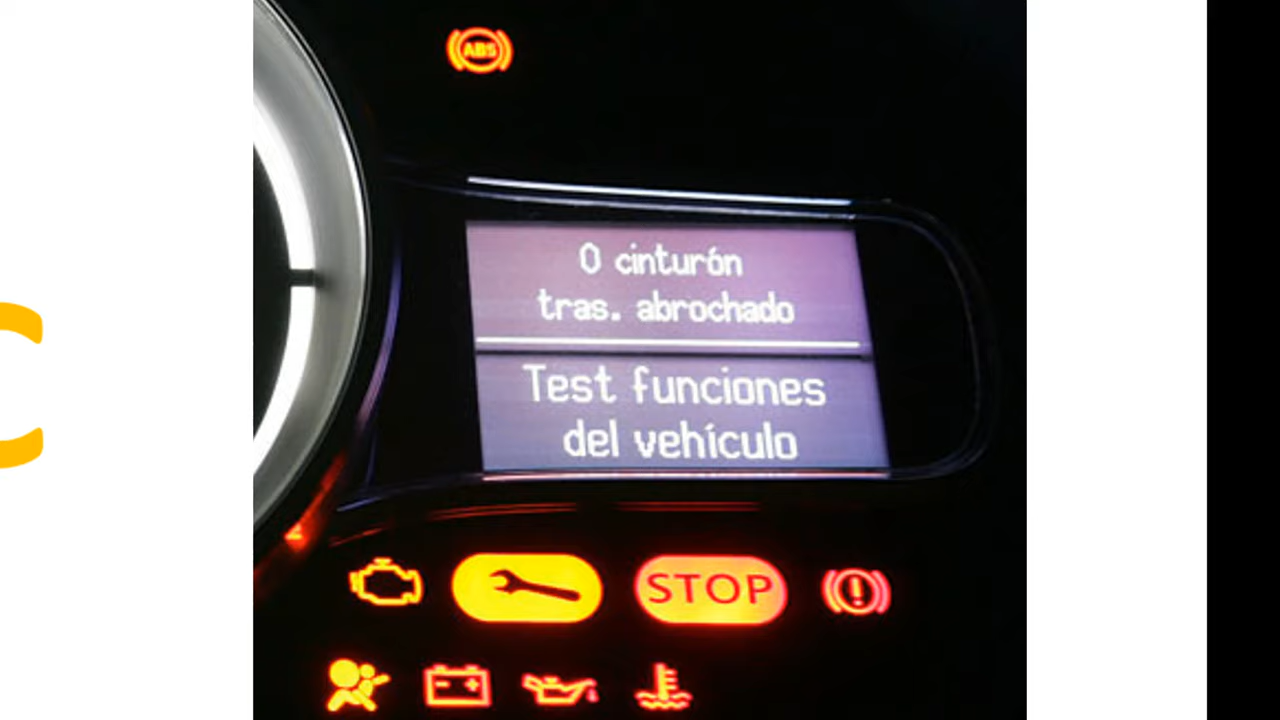 ABS
0 cinturón
tras. abrochado
Test funciones
del vehículo
STOP